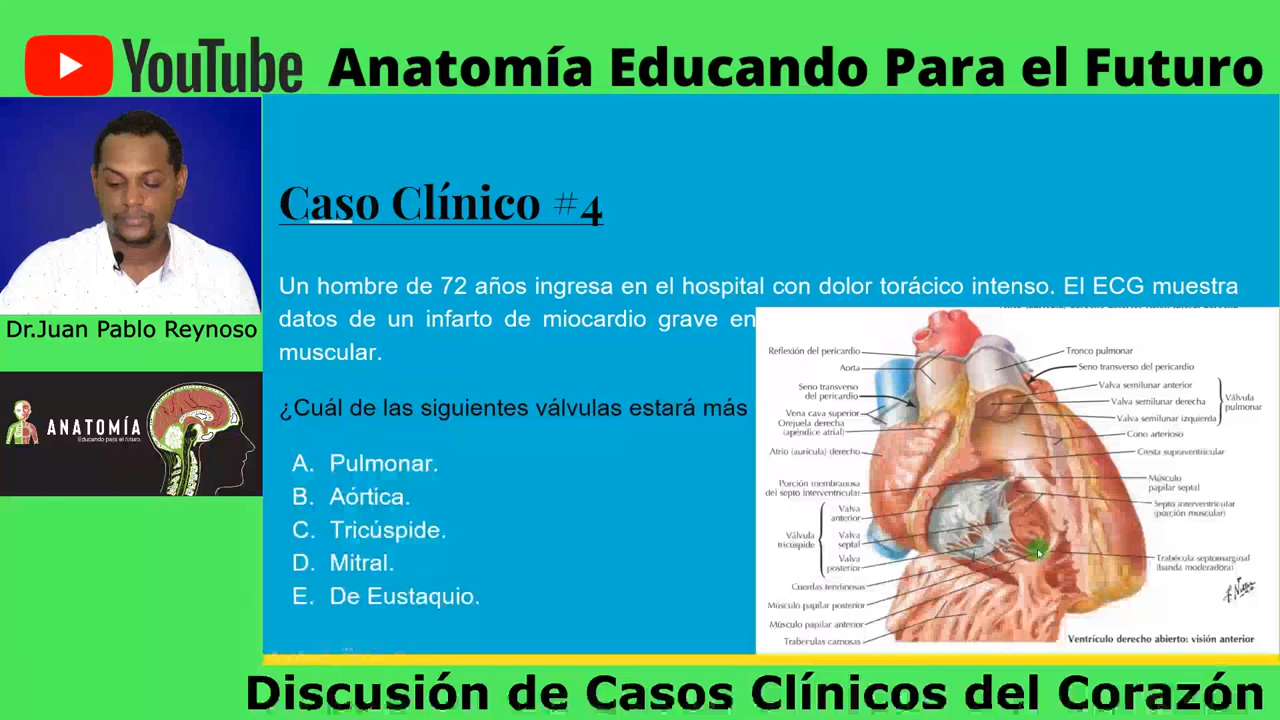 YouTube Anatomía Educando Para el Futuro
Dr.Juan Pablo Reynoso
ANATOMÍA
Educando para el futuro.
Caso Clínico #4
Un hombre de 72 años ingresa en el hospital con dolor torácico intenso. El ECG muestra
datos de un infarto de miocardio grave en
muscular.
¿Cuál de las siguientes válvulas estará más
A. Pulmonar.
B. Aórtica.
C. Tricúspide.
D. Mitral.
E. De Eustaquio.
Reflexión del pericardio
Aorta
Seno transverso
del pericardio
Vena cava superior
Orejuela derecha
(apéndice atrial)
Atrio (aurícula) derecho
Porción membranosa
del septo interventricular
Valva
anterior
Válvula
tricúspide
Valva
septal
Valva
posterior
Cuerdas tendinosas
Músculo papilar posterior
Músculo papilar anterior
Trabéculas carnosas
Tronco pulmonar
Seno transverso del pericardio
Valva semilunar anterior
Valva semilunar derecha
Valva semilunar izquierda
Válvula
pulmonar
Cono arterioso
Cresta supraventricular
Músculo
papilar septal
Septo interventricular
(porción muscular)
Trabécula septomarginal
(banda moderadora)
Ventrículo derecho abierto: visión anterior
Discusión de Casos Clínicos del Corazón